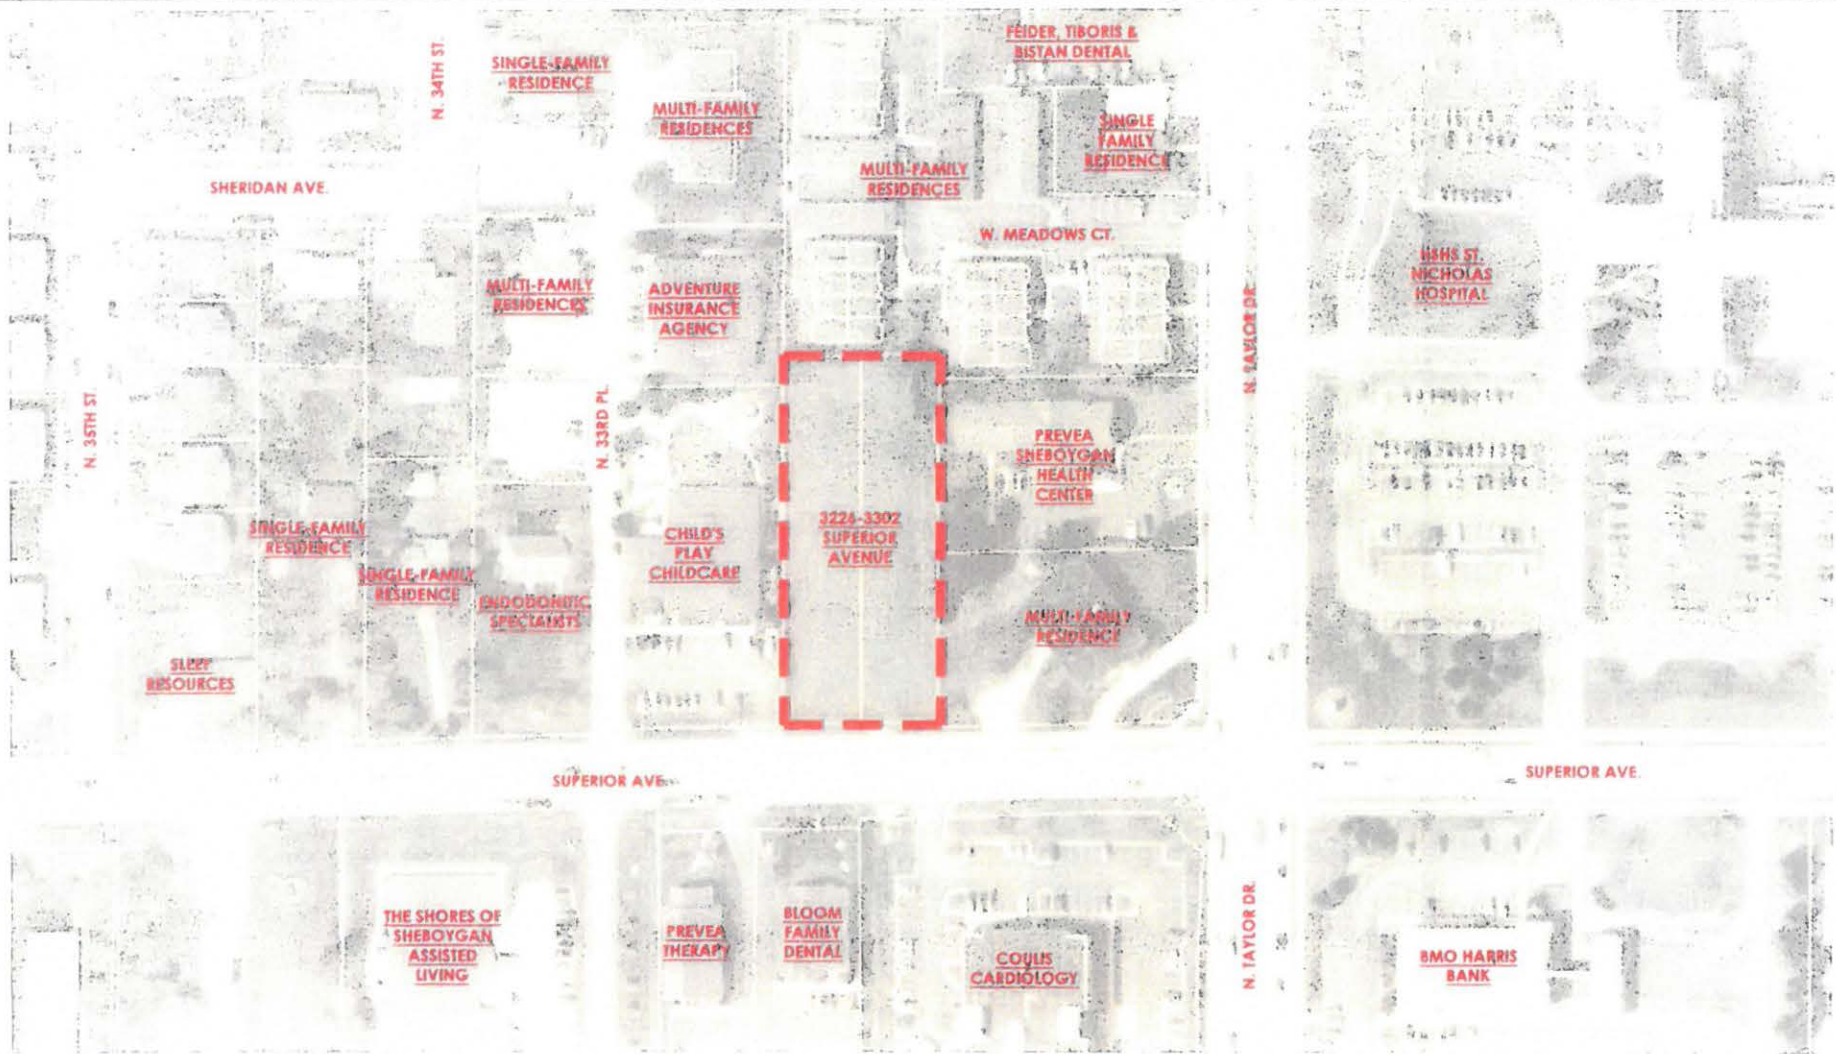 FEIDER, TIBORIS &
BISTAN DENTAL
N. 34TH ST.
SINGLE-FAMILY
RESIDENCE
MULTI-FAMILY
RESIDENCES
SINGLE
FAMILY
RESIDENCE
MULTI-FAMILY
RESIDENCES
SHERIDAN AVE.
W. MEADOWS CT.
HSHS ST.
NICHOLAS
HOSPITAL
MULTI-FAMILY
RESIDENCES
ADVENTURE
INSURANCE
AGENCY
N. TAYLOR DR.
N. 35TH ST.
N. 33RD PL.
PREVEA
SHEBOYGAN
HEALTH
CENTER
3226-3302
SUPERIOR
AVENUE
SINGLE-FAMILY
RESIDENCE
CHILD'S
PLAY
CHILDCARE
SINGLE-FAMILY
RESIDENCE
ENDODONTIC
SPECIALISTS
MULTI-FAMILY
RESIDENCE
SLEEP
RESOURCES
SUPERIOR AVE.
SUPERIOR AVE.
THE SHORES OF
SHEBOYGAN
ASSISTED
LIVING
PREVEA
THERAPY
BLOOM
FAMILY
DENTAL
COULIS
CARDIOLOGY
N. TAYLOR DR.
BMO HARRIS
BANK